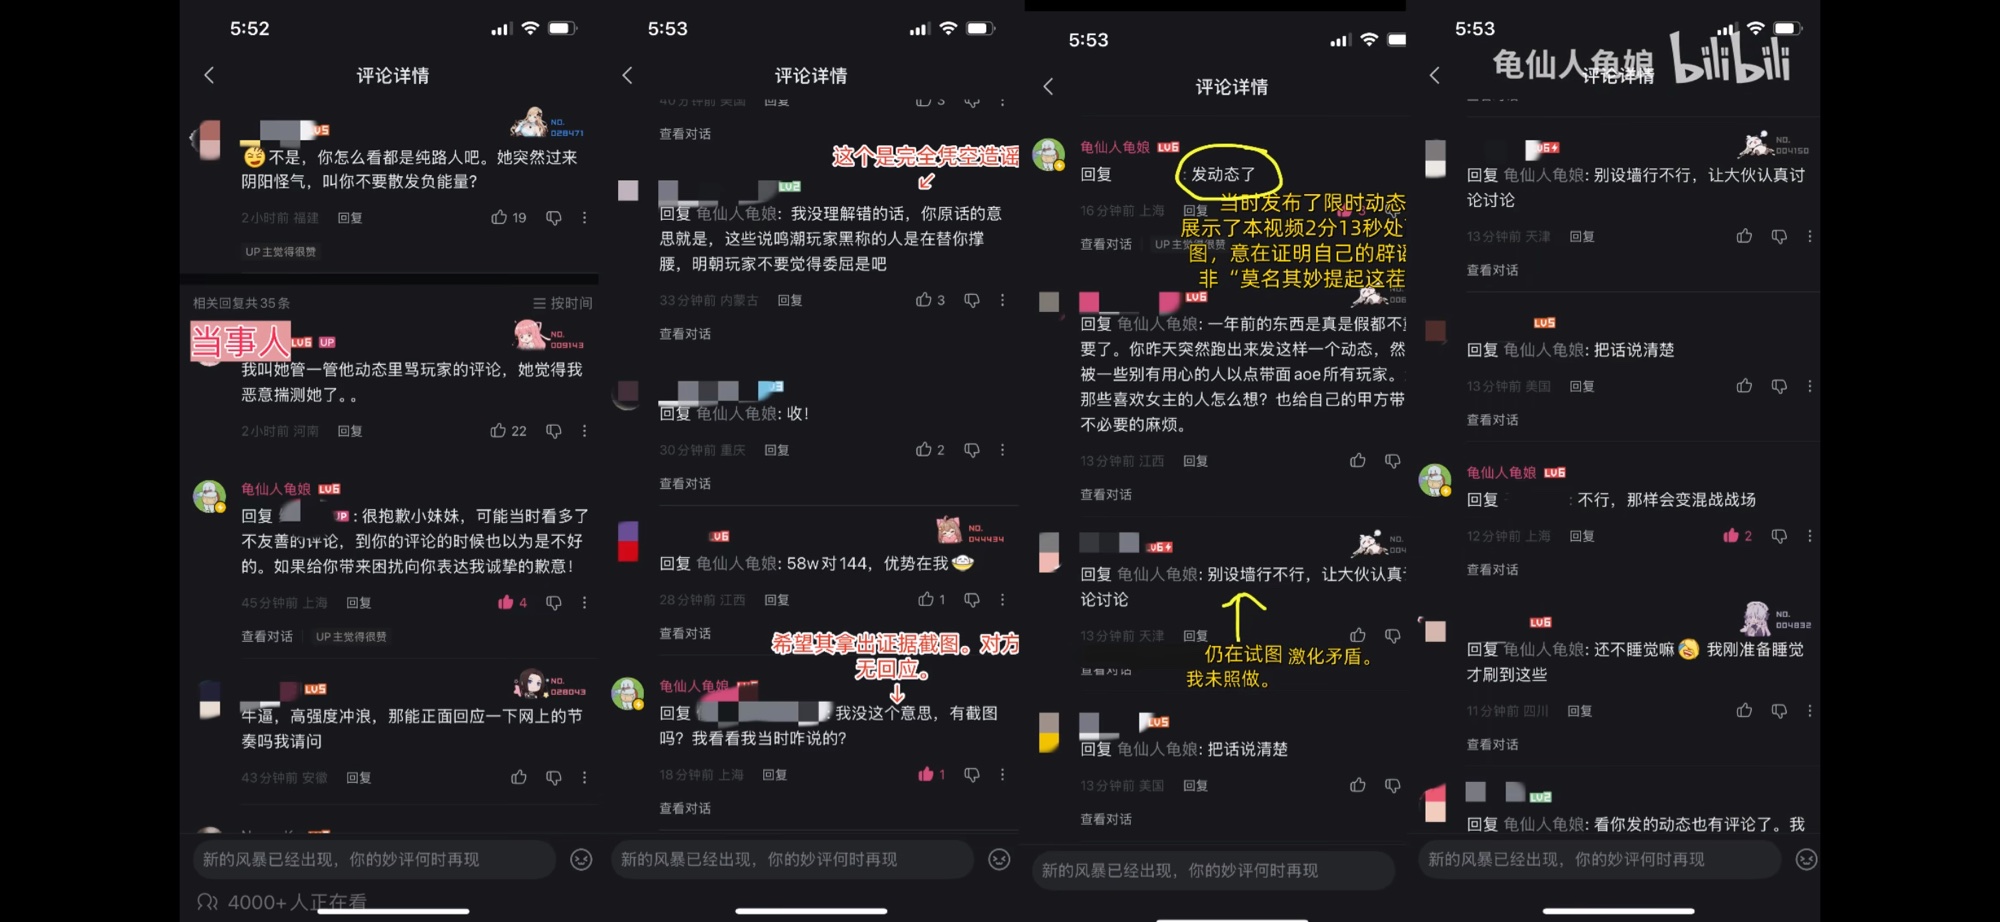 5:52
评论详情
LV5
NO.
028471
不是，你怎么看都是纯路人吧。她突然过来
阴阳怪气，叫你不要散发负能量？
2小时前 福建 回复 19
UP主觉得很赞
相关回复共35条 按时间
当事人 LV6 UP
NO.
009143
我叫她管一管他动态里骂玩家的评论，她觉得我
恶意揣测她了。。
2小时前 河南 回复 22
龟仙人龟娘 LV6
回复 : 很抱歉小妹妹，可能当时看多了
不友善的评论，到你的评论的时候也以为是不好
的。如果给你带来困扰向你表达我诚挚的歉意！
45分钟前 上海 回复 4
查看对话 UP主觉得很赞
LV5
NO.
028043
牛逼，高强度冲浪，那能正面回应一下网上的节
奏吗我请问
43分钟前 安徽 回复
新的风暴已经出现，你的妙评何时再现
4000+人正在看
5:53
评论详情
40分钟前 美国 回复 3
查看对话
这个是完全凭空造谣
LV2
回复 龟仙人龟娘: 我没理解错的话，你原话的意
思就是，这些说鸣潮玩家黑称的人是在替你撑
腰，明朝玩家不要觉得委屈是吧
33分钟前 内蒙古 回复 3
查看对话
回复 龟仙人龟娘: 收！
30分钟前 重庆 回复 2
查看对话
LV6
NO.
044434
回复 龟仙人龟娘: 58w对144，优势在我
28分钟前 江西 回复 1
查看对话
希望其拿出证据截图。对方
无回应。
龟仙人龟娘
回复 我没这个意思，有截图
吗？我看看我当时咋说的？
18分钟前 上海 回复 1
查看对话
新的风暴已经出现，你的妙评何时再现
5:53
评论详情
龟仙人龟娘 LV6
回复 : 发动态了
16分钟前 上海 回复
查看对话 UP主觉得很赞
当时发布了限时动态
展示了本视频2分13秒处
图，意在证明自己的辟谣
非“莫名其妙提起这茬
LV6
回复 龟仙人龟娘: 一年前的东西是真是假都不重
要了。你昨天突然跑出来发这样一个动态，然
被一些别有用心的人以点带面aoe所有玩家。
那些喜欢女主的人怎么想？也给自己的甲方带
不必要的麻烦。
13分钟前 江西 回复
查看对话
LV6
NO.
004
回复 龟仙人龟娘: 别设墙行不行，让大伙认真讨
论讨论
13分钟前 天津 回复
查看对话
仍在试图 激化矛盾。
我未照做。
LV5
回复 龟仙人龟娘: 把话说清楚
13分钟前 美国 回复
查看对话
新的风暴已经出现，你的妙评何时再现
5:53
龟仙人龟娘 bilibili
评论详情
查看对话
LV6
NO.
004150
回复 龟仙人龟娘: 别设墙行不行，让大伙认真讨
论讨论
13分钟前 天津 回复
查看对话
LV5
回复 龟仙人龟娘: 把话说清楚
13分钟前 美国 回复
查看对话
龟仙人龟娘 LV6
回复 : 不行，那样会变混战战场
12分钟前 上海 回复 2
查看对话
LV6
NO.
004832
回复 龟仙人龟娘: 还不睡觉嘛 我刚准备睡觉
才刷到这些
11分钟前 四川 回复
查看对话
LV2
回复 龟仙人龟娘: 看你发的动态也有评论了。我
新的风暴已经出现，你的妙评何时再现